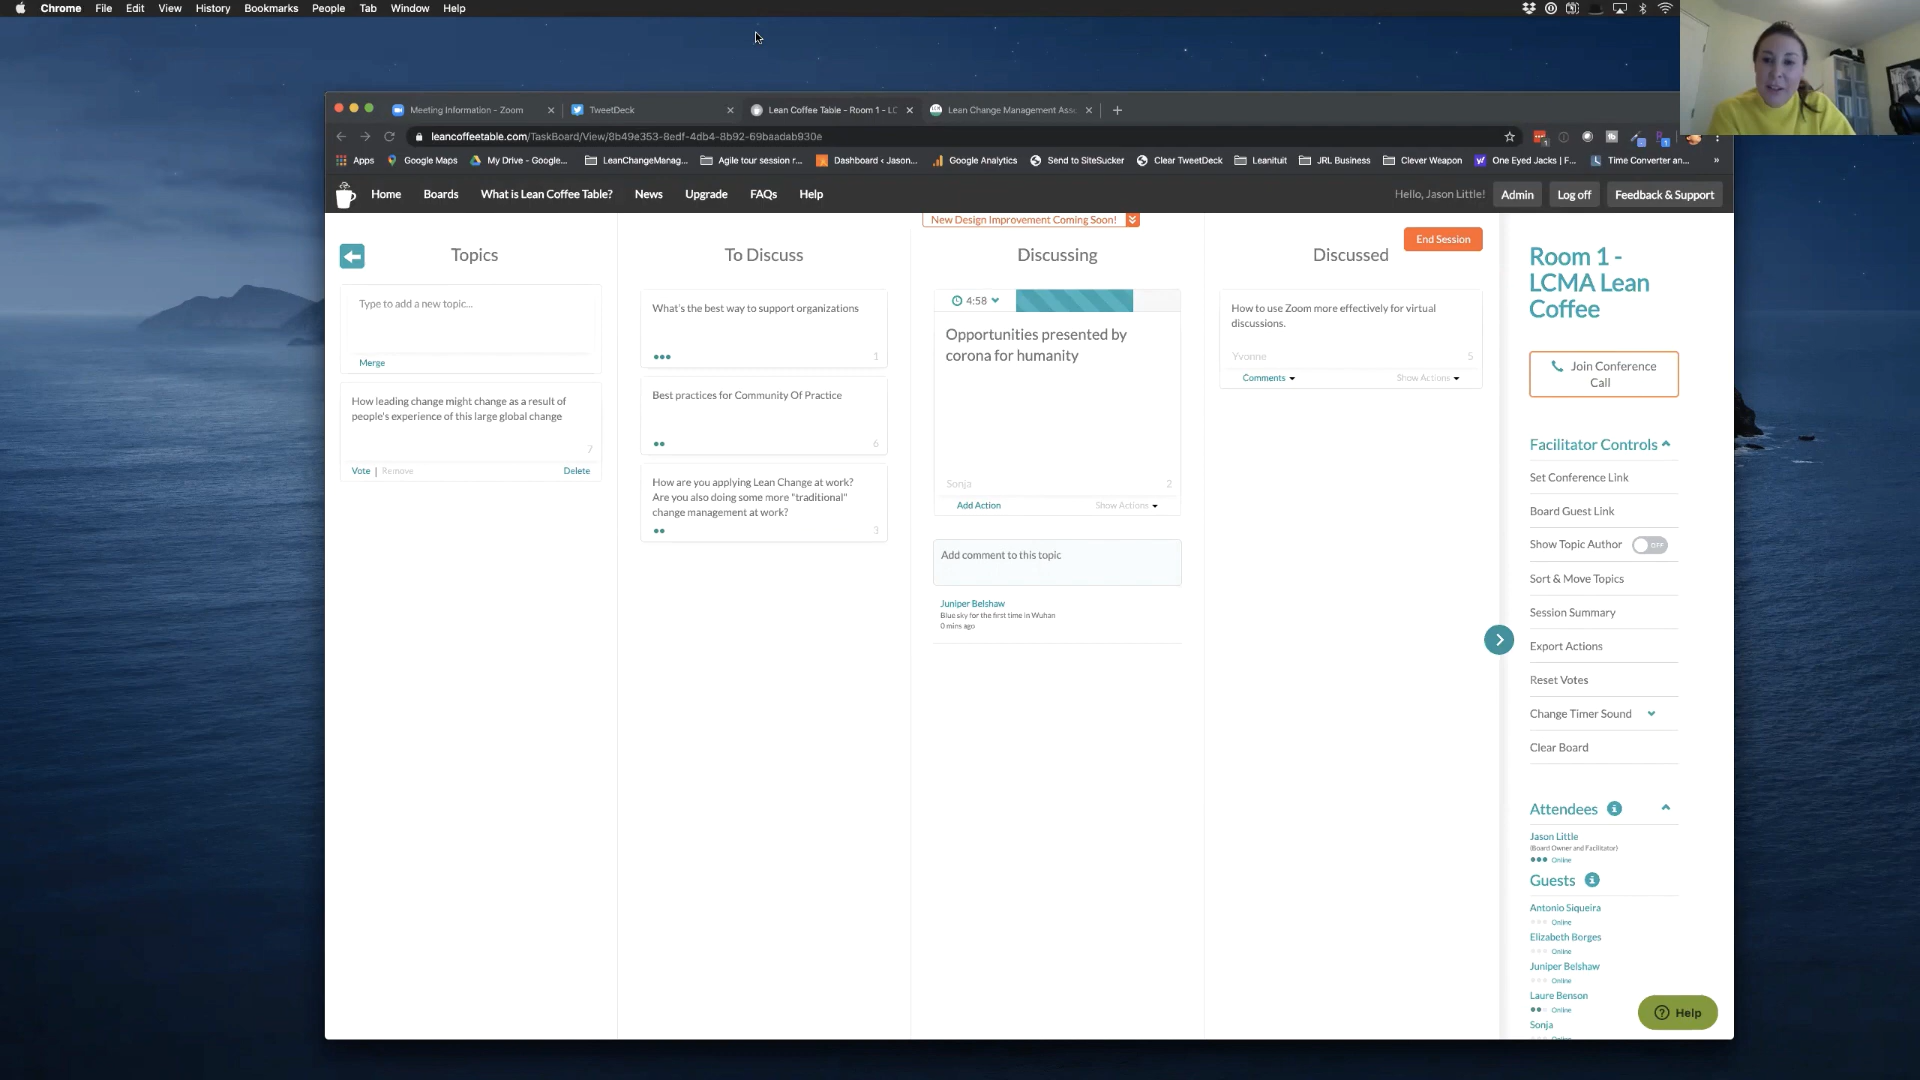 Chrome File Edit View History Bookmarks People Tab Window Help
Meeting Information - Zoom
TweetDeck
Lean Coffee Table - Room 1 - LC
Lean Change Management Ass
leancoffeetable.com/TaskBoard/View/8b49e353-8edf-4db4-8b92-69baadab930e
Apps Google Maps My Drive - Google... LeanChangeManag... Agile tour session r... Dashboard ‹ Jason... Google Analytics Send to SiteSucker Clear TweetDeck Leanituit JRL Business Clever Weapon One Eyed Jacks | F... Time Converter an... »
Home Boards What is Lean Coffee Table? News Upgrade FAQs Help
Hello, Jason Little! Admin Log off Feedback & Support
New Design Improvement Coming Soon!
End Session
Topics
Type to add a new topic...
Merge
How leading change might change as a result of
people's experience of this large global change
7
Vote | Remove Delete
To Discuss
What's the best way to support organizations
1
Best practices for Community Of Practice
6
How are you applying Lean Change at work?
Are you also doing some more "traditional"
change management at work?
3
Discussing
4:58
Opportunities presented by
corona for humanity
Sonja 2
Add Action Show Actions
Add comment to this topic
Juniper Belshaw
Blue sky for the first time in Wuhan
0 mins ago
Discussed
How to use Zoom more effectively for virtual
discussions.
Yvonne 5
Comments Show Actions
Room 1 -
LCMA Lean
Coffee
Join Conference
Call
Facilitator Controls
Set Conference Link
Board Guest Link
Show Topic Author OFF
Sort & Move Topics
Session Summary
Export Actions
Reset Votes
Change Timer Sound
Clear Board
Attendees
Jason Little
(Board Owner and Facilitator)
Online
Guests
Antonio Siqueira
Online
Elizabeth Borges
Online
Juniper Belshaw
Online
Laure Benson
Online
Sonja
Help